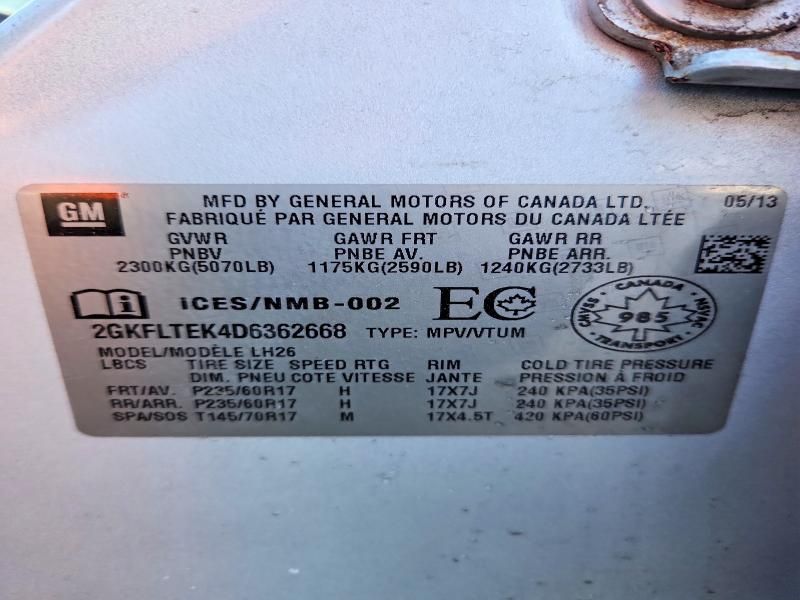 GM MFD BY GENERAL MOTORS OF CANADA LTD. 05/13
FABRIQUÉ PAR GENERAL MOTORS DU CANADA LTÉE
GVWR GAWR FRT GAWR RR
PNBV PNBE AV. PNBE ARR.
2300KG(5070LB) 1175KG(2590LB) 1240KG(2733LB)
i ICES/NMB-002 EC CANADA
CMVSS 985 NSVAC
TRANSPORT
2GKFLTEK4D6362668 TYPE: MPV/VTUM
MODEL/MODÈLE LH26
LBCS TIRE SIZE SPEED RTG RIM COLD TIRE PRESSURE
DIM. PNEU COTE VITESSE JANTE PRESSION À FROID
FRT/AV. P235/60R17 H 17X7J 240 KPA(35PSI)
RR/ARR. P235/60R17 H 17X7J 240 KPA(35PSI)
SPA/SOS T145/70R17 M 17X4.5T 420 KPA(60PSI)